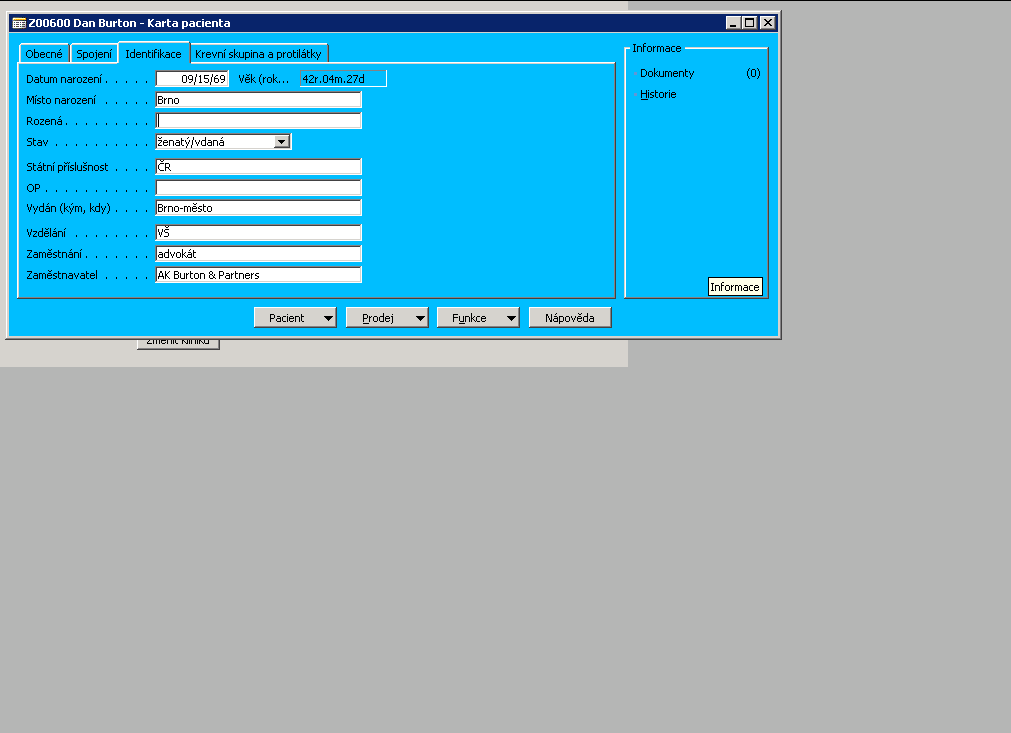 Z00600 Dan Burton - Karta pacienta
Obecné Spojení Identifikace Krevní skupina a protilátky
Datum narození . . . . . 09/15/69 Věk (rok... 42r.04m.27d
Místo narození . . . . . Brno
Rozená . . . . . . . . .
Stav . . . . . . . . . . ženatý/vdaná
Státní příslušnost . . . . ČR
OP . . . . . . . . . . .
Vydán (kým, kdy) . . . . Brno-město
Vzdělání . . . . . . . . VŠ
Zaměstnání . . . . . . . advokát
Zaměstnavatel . . . . . AK Burton & Partners
Informace
Dokumenty (0)
Historie
Informace
Pacient Prodej Funkce Nápověda
Změnit kliniku